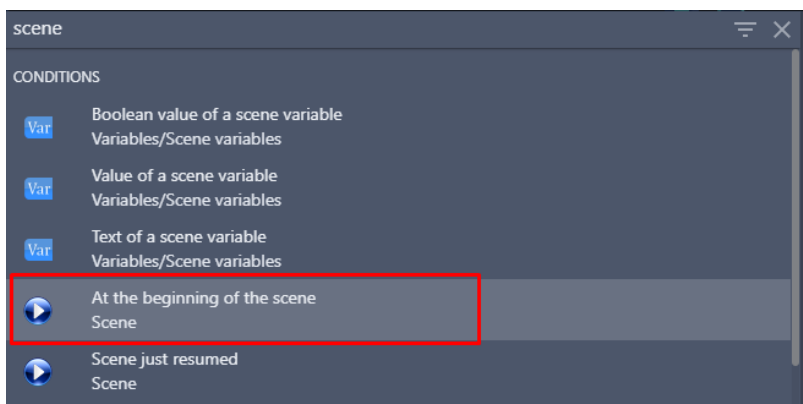 scene
CONDITIONS
Var
Boolean value of a scene variable
Variables/Scene variables
Var
Value of a scene variable
Variables/Scene variables
Var
Text of a scene variable
Variables/Scene variables
At the beginning of the scene
Scene
Scene just resumed
Scene